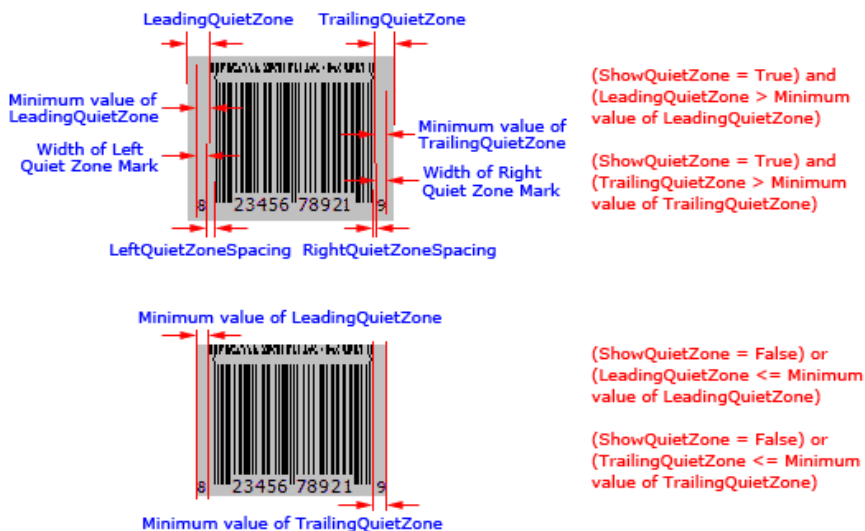 LeadingQuietZone TrailingQuietZone
Minimum value of
LeadingQuietZone
Width of Left
Quiet Zone Mark
Minimum value of
TrailingQuietZone
Width of Right
Quiet Zone Mark
8 23456 78921 9
LeftQuietZoneSpacing RightQuietZoneSpacing
(ShowQuietZone = True) and
(LeadingQuietZone > Minimum
value of LeadingQuietZone)
(ShowQuietZone = True) and
(TrailingQuietZone > Minimum
value of TrailingQuietZone)
Minimum value of LeadingQuietZone
8 23456 78921 9
Minimum value of TrailingQuietZone
(ShowQuietZone = False) or
(LeadingQuietZone <= Minimum
value of LeadingQuietZone)
(ShowQuietZone = False) or
(TrailingQuietZone <= Minimum
value of TrailingQuietZone)